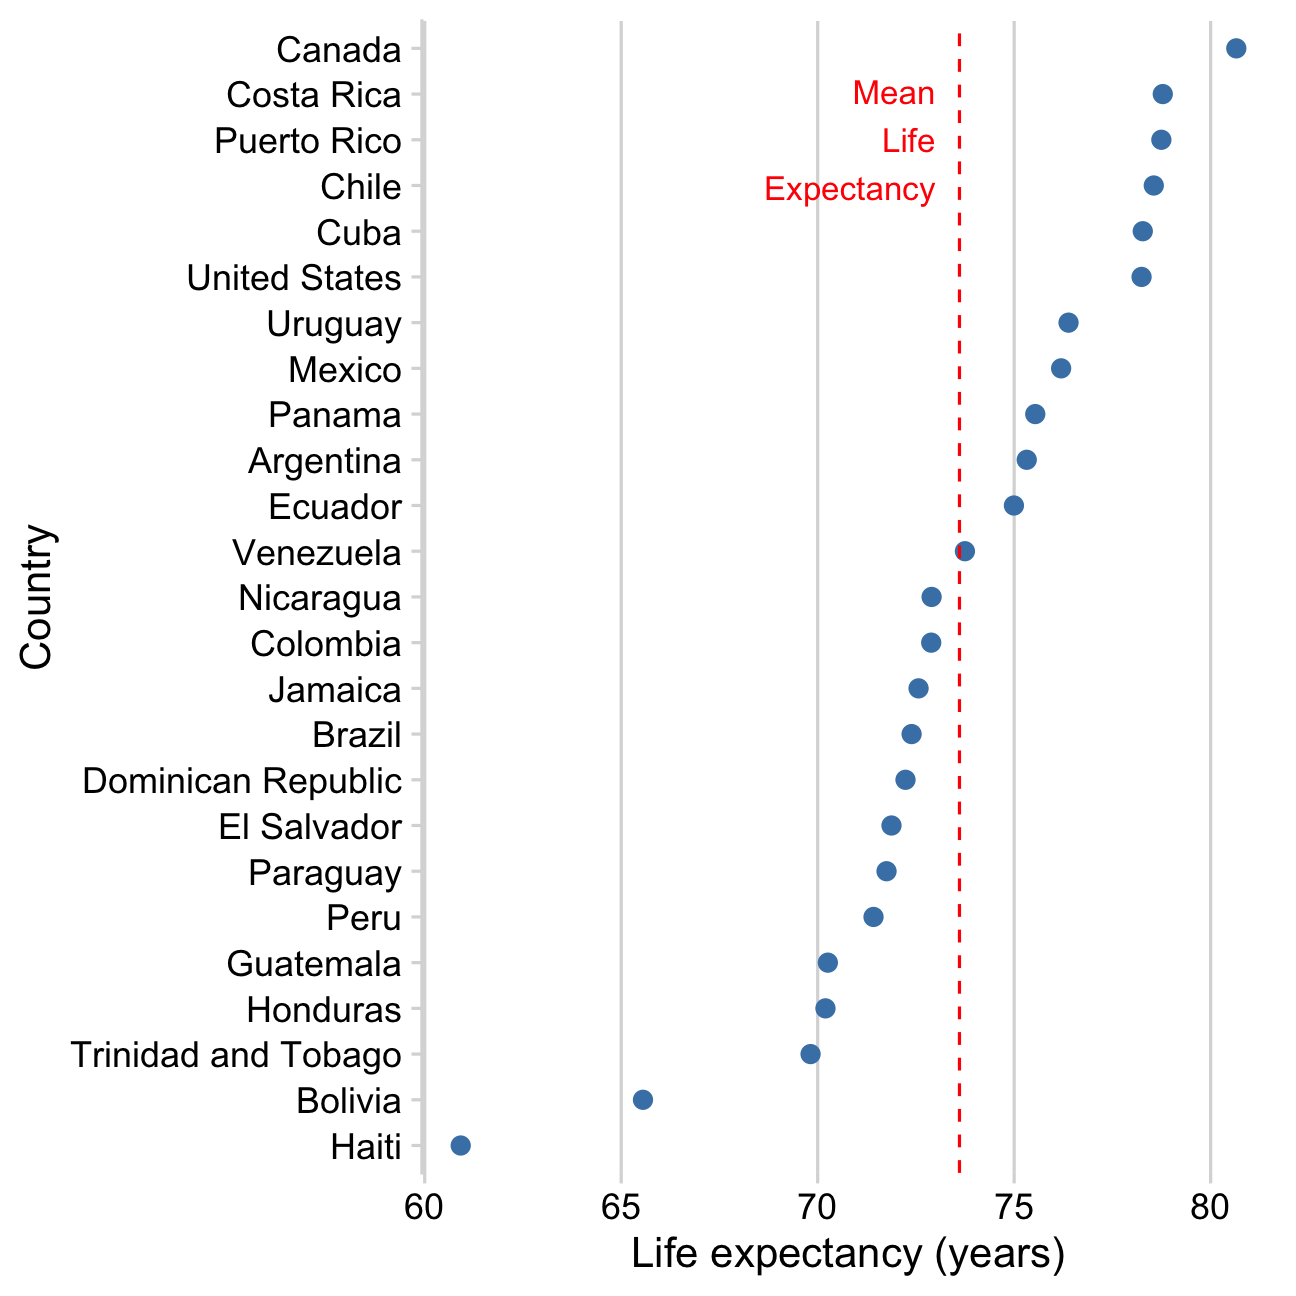 Canada
Costa Rica
Puerto Rico
Chile
Cuba
United States
Uruguay
Mexico
Panama
Argentina
Ecuador
Venezuela
Nicaragua
Colombia
Jamaica
Brazil
Dominican Republic
El Salvador
Paraguay
Peru
Guatemala
Honduras
Trinidad and Tobago
Bolivia
Haiti
Country
Mean
Life
Expectancy
60 65 70 75 80
Life expectancy (years)